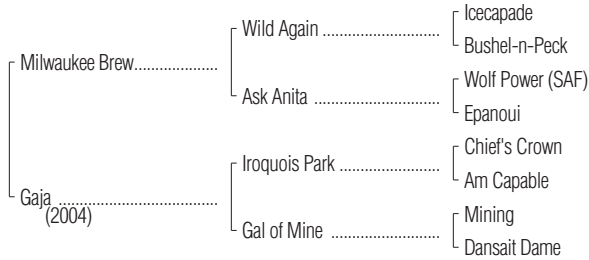 Icecapade
Wild Again
Bushel-n-Peck
Milwaukee Brew
Wolf Power (SAF)
Ask Anita
Epanoui
Chief's Crown
Iroquois Park
Am Capable
Gaja
(2004)
Mining
Gal of Mine
Dansait Dame